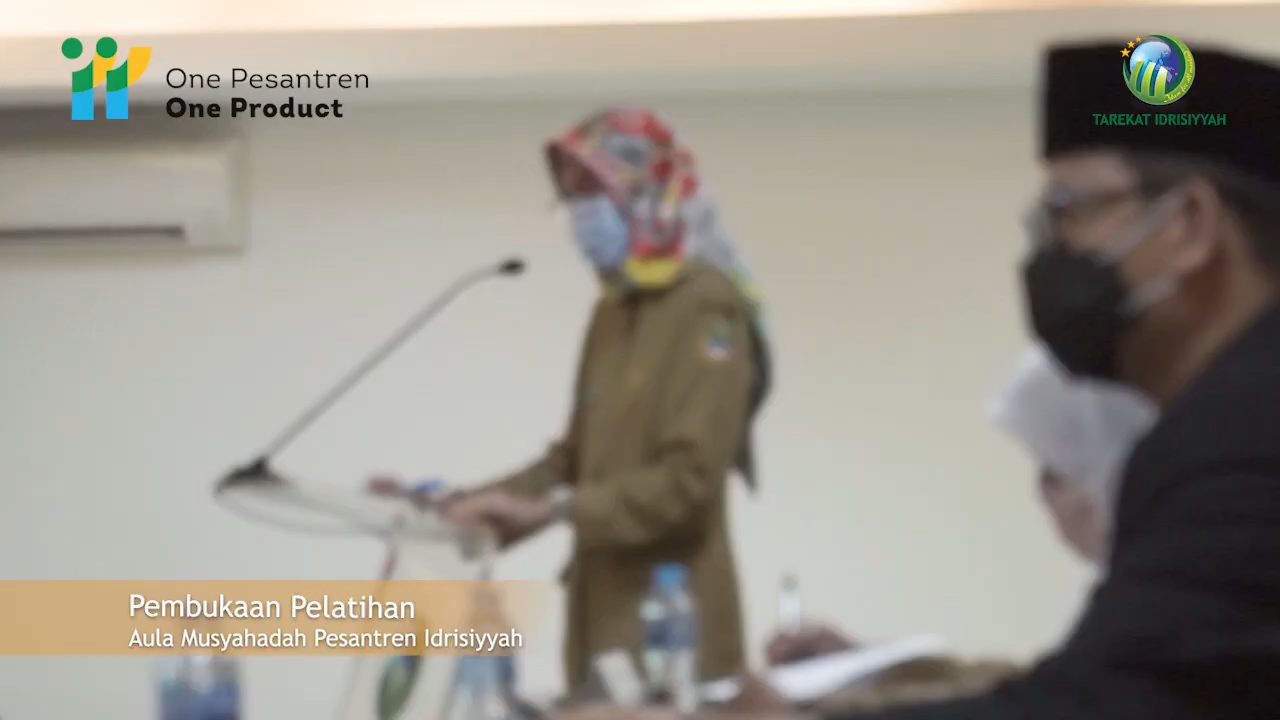 One Pesantren
One Product
TAREKAT IDRISIYYAH
Pembukaan Pelatihan
Aula Musyahadah Pesantren Idrisiyyah